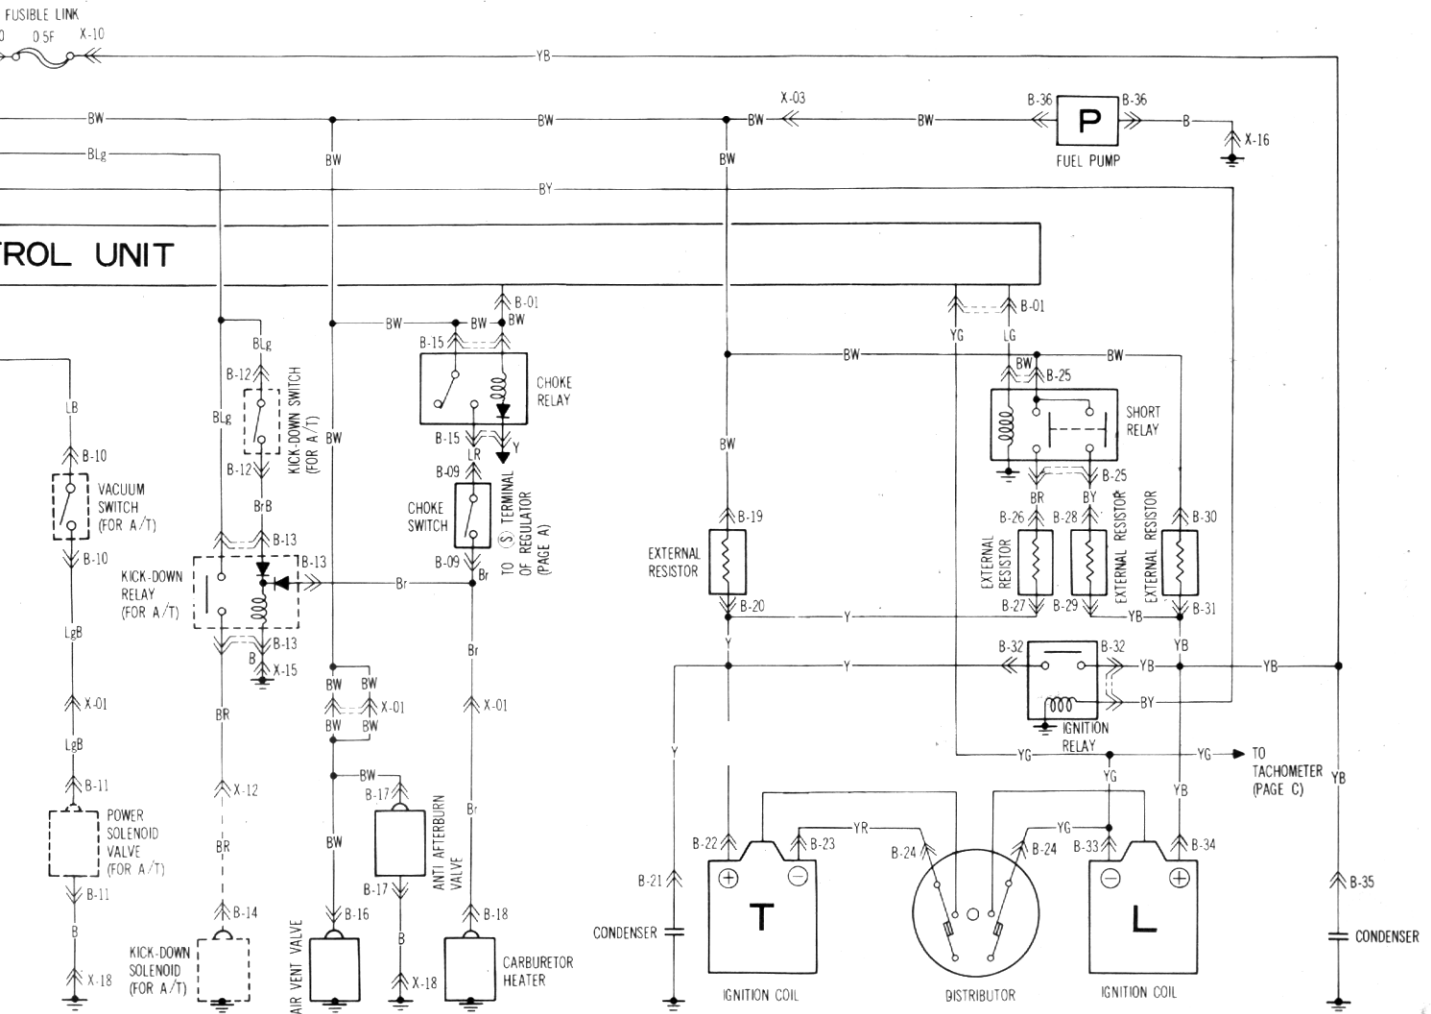 FUSIBLE LINK
0.5F X-10
YB
BW BW BW X-03 BW B-36 P B-36 B X-16
FUEL PUMP
BLg
BW BW
BY
TROL UNIT
B-01
BW BW BW
BLg
B-15
CHOKE
RELAY
YG LG B-01
BW BW BW
B-25
SHORT
RELAY
LB
B-12
KICK-DOWN SWITCH
(FOR A/T)
BLg
BW
BW
B-15
LR
Y
B-10
B-12
B-09
BR BY B-25
VACUUM
SWITCH
(FOR A/T)
BrB
CHOKE
SWITCH
TO (S) TERMINAL
OF REGULATOR
(PAGE A)
B-19
B-26 B-28 B-30
B-10
B-13
B-13
B-09
Br
EXTERNAL
RESISTOR
EXTERNAL
RESISTOR
EXTERNAL RESISTOR
EXTERNAL RESISTOR
KICK-DOWN
RELAY
(FOR A/T)
Br
B-20
B-27 B-29 B-31
LgB
B-13
Y YB
B
X-15
Br
Y
Y
B-32 B-32
YB YB YB
BW BW
X-01
BR
X-01
BW BW
X-01
BY
IGNITION
RELAY
LgB
Y
YG YG TO
TACHOMETER
(PAGE C)
YG
YB
YB
BW
B-11
X-12
B-17
Br
POWER
SOLENOID
VALVE
(FOR A/T)
BR
BW
ANTI AFTERBURN
VALVE
B-22 YR B-23 B-24 YG B-24 B-33 B-34
B-11
B-17
B-21
+ − − +
B-35
T L
B-14
B-16
B-18
B
B
CONDENSER
CONDENSER
KICK-DOWN
SOLENOID
(FOR A/T)
AIR VENT VALVE
CARBURETOR
HEATER
X-18
X-18
IGNITION COIL
DISTRIBUTOR
IGNITION COIL